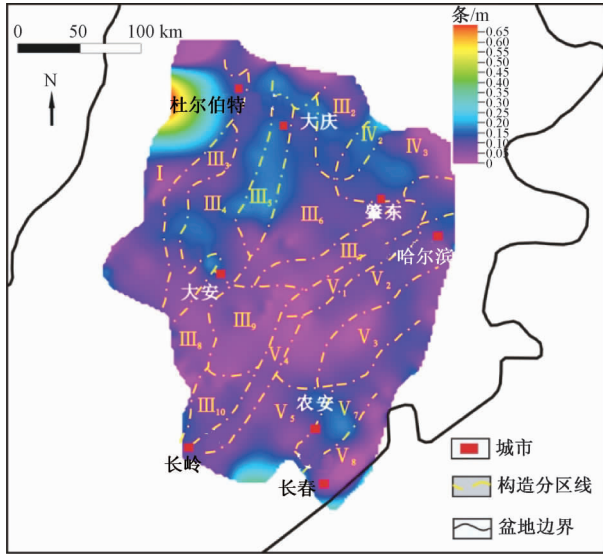 0 50 100 km
N
条/m
0.65
0.60
0.55
0.50
0.45
0.40
0.35
0.30
0.25
0.20
0.15
0.10
0.05
0
杜尔伯特
大庆
III₂
IV₂
IV₃
I
III₃
III₄
III₅
III₆
肇东
哈尔滨
大安
V₁
V₂
III₉
V₃
III₈
V₄
III₁₀
农安
V₅
V₇
V₈
长岭
长春
城市
构造分区线
盆地边界